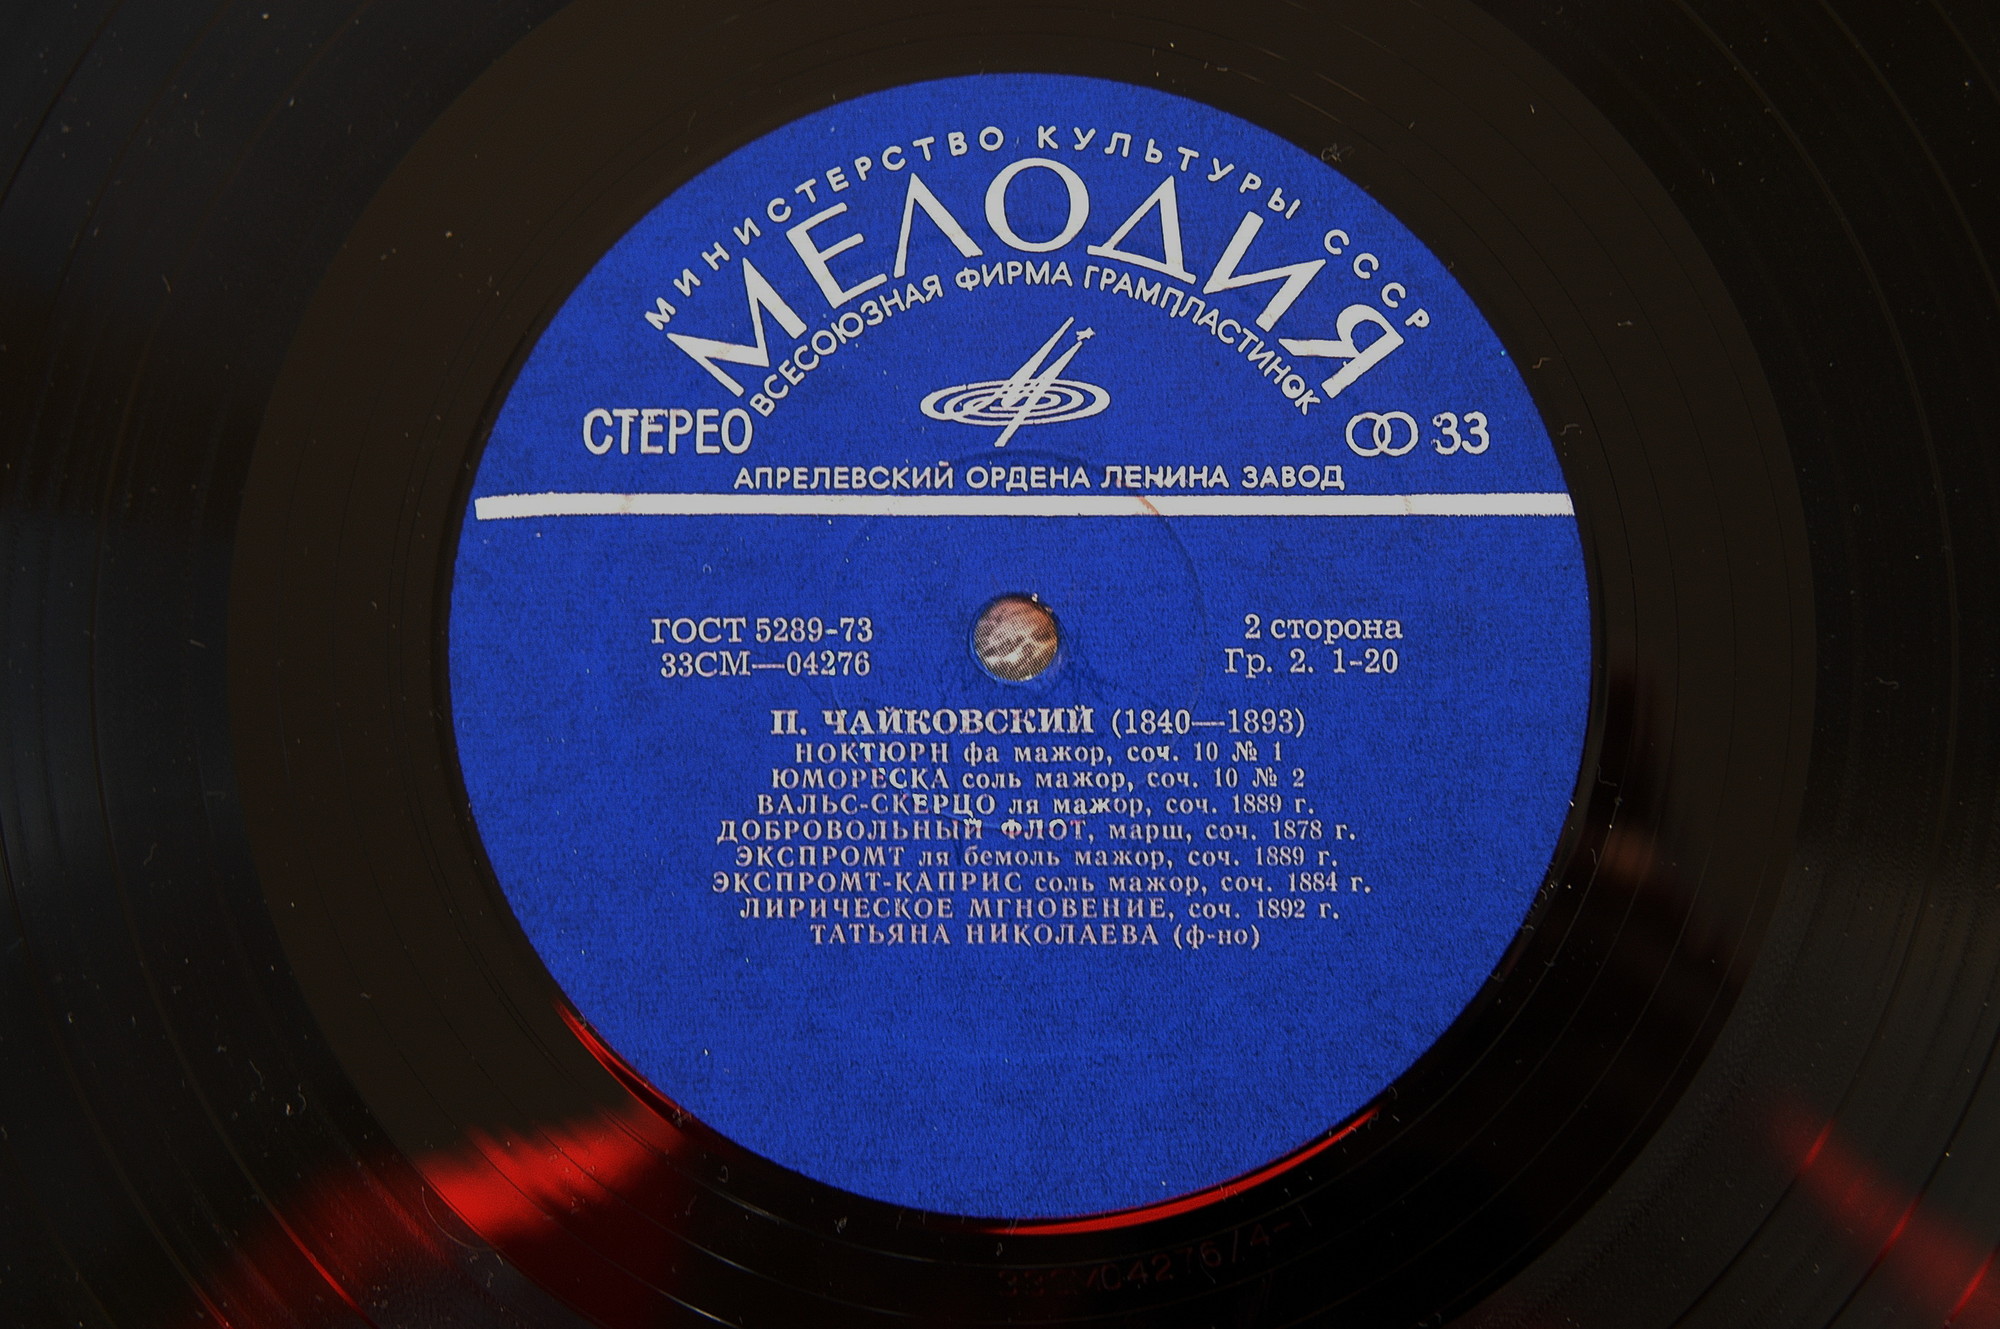 МИНИСТЕРСТВО КУЛЬТУРЫ СССР
МЕЛОДИЯ
ВСЕСОЮЗНАЯ ФИРМА ГРАМПЛАСТИНОК
СТЕРЕО
33
АПРЕЛЕВСКИЙ ОРДЕНА ЛЕНИНА ЗАВОД
ГОСТ 5289-73
33СМ—04276
2 сторона
Гр. 2. 1-20
П. ЧАЙКОВСКИЙ (1840—1893)
НОКТЮРН фа мажор, соч. 10 № 1
ЮМОРЕСКА соль мажор, соч. 10 № 2
ВАЛЬС-СКЕРЦО ля мажор, соч. 1889 г.
ДОБРОВОЛЬНЫЙ ФЛОТ, марш, соч. 1878 г.
ЭКСПРОМТ ля бемоль мажор, соч. 1889 г.
ЭКСПРОМТ-КАПРИС соль мажор, соч. 1884 г.
ЛИРИЧЕСКОЕ МГНОВЕНИЕ, соч. 1892 г.
ТАТЬЯНА НИКОЛАЕВА (ф-но)
33СМ04276/4-1